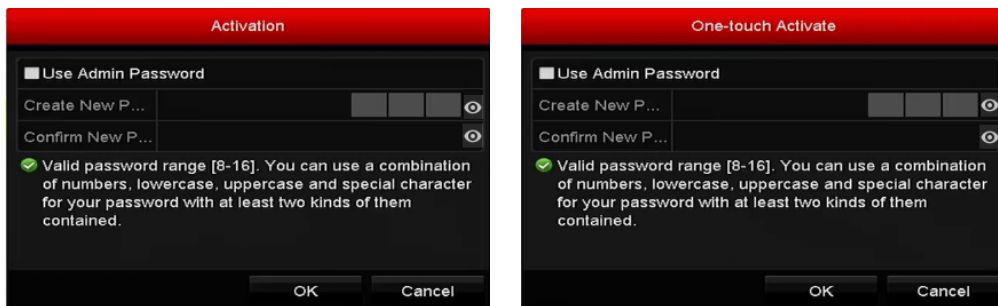 Activation
Use Admin Password
Create New P...
Confirm New P...
Valid password range [8-16]. You can use a combination
of numbers, lowercase, uppercase and special character
for your password with at least two kinds of them
contained.
OK Cancel
One-touch Activate
Use Admin Password
Create New P...
Confirm New P...
Valid password range [8-16]. You can use a combination
of numbers, lowercase, uppercase and special character
for your password with at least two kinds of them
contained.
OK Cancel